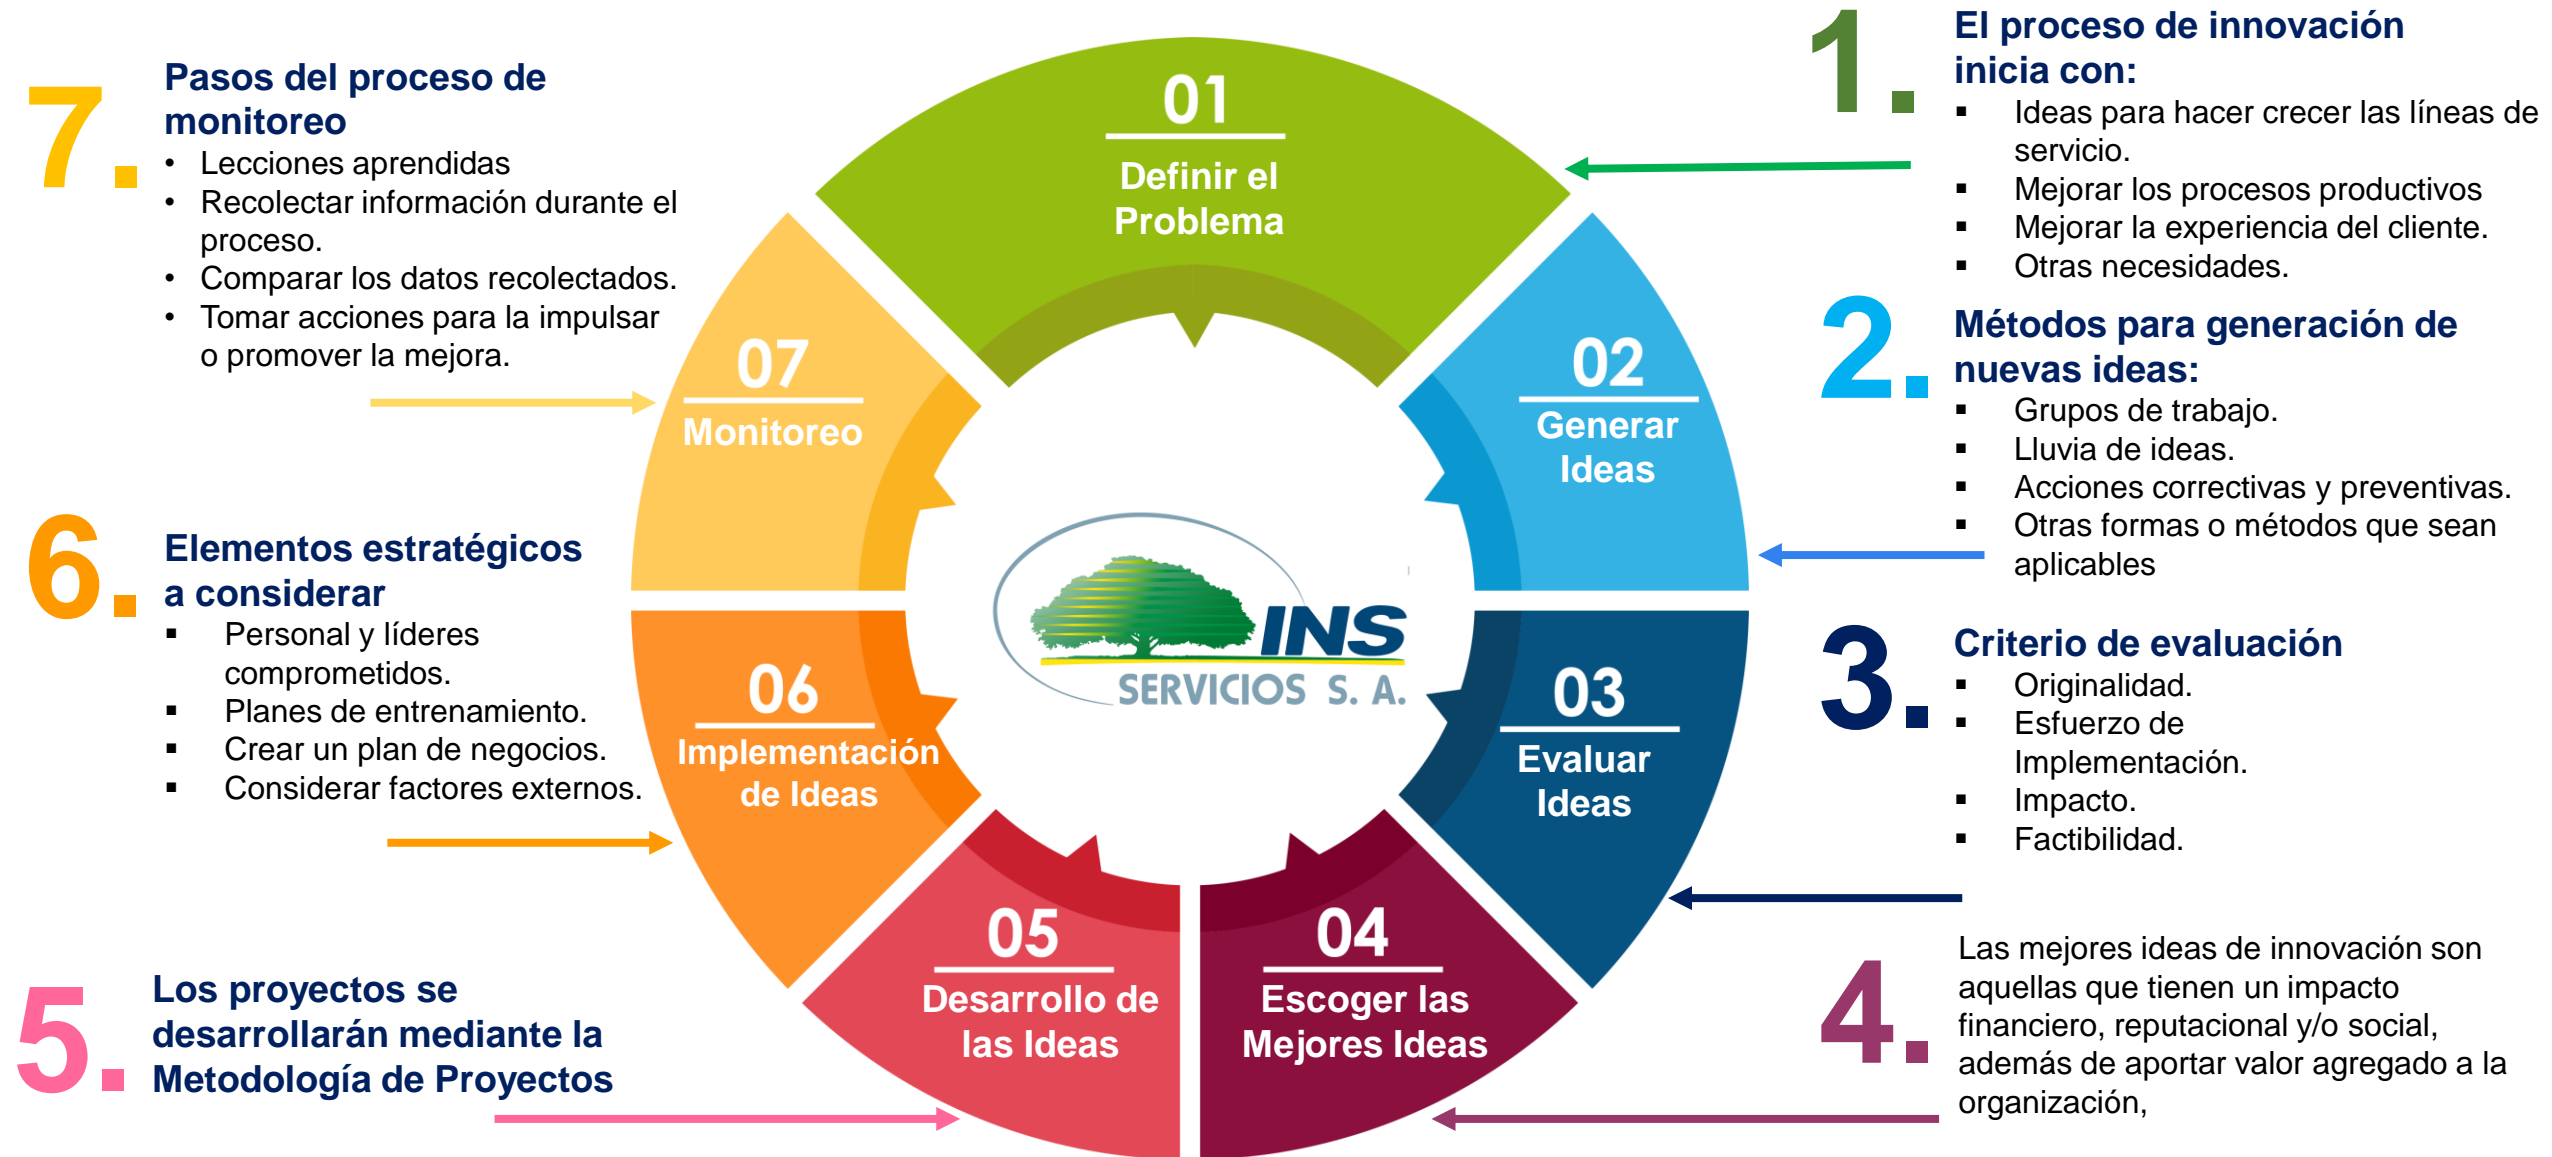 1.
El proceso de innovación
inicia con:
▪ Ideas para hacer crecer las líneas de
servicio.
▪ Mejorar los procesos productivos
▪ Mejorar la experiencia del cliente.
▪ Otras necesidades.
2.
Métodos para generación de
nuevas ideas:
▪ Grupos de trabajo.
▪ Lluvia de ideas.
▪ Acciones correctivas y preventivas.
▪ Otras formas o métodos que sean
aplicables
3.
Criterio de evaluación
▪ Originalidad.
▪ Esfuerzo de
Implementación.
▪ Impacto.
▪ Factibilidad.
4.
Las mejores ideas de innovación son
aquellas que tienen un impacto
financiero, reputacional y/o social,
además de aportar valor agregado a la
organización,
5.
Los proyectos se
desarrollarán mediante la
Metodología de Proyectos
6.
Elementos estratégicos
a considerar
▪ Personal y líderes
comprometidos.
▪ Planes de entrenamiento.
▪ Crear un plan de negocios.
▪ Considerar factores externos.
7.
Pasos del proceso de
monitoreo
• Lecciones aprendidas
• Recolectar información durante el
proceso.
• Comparar los datos recolectados.
• Tomar acciones para la impulsar
o promover la mejora.
01
Definir el
Problema
02
Generar
Ideas
03
Evaluar
Ideas
04
Escoger las
Mejores Ideas
05
Desarrollo de
las Ideas
06
Implementación
de Ideas
07
Monitoreo
INS
SERVICIOS S. A.